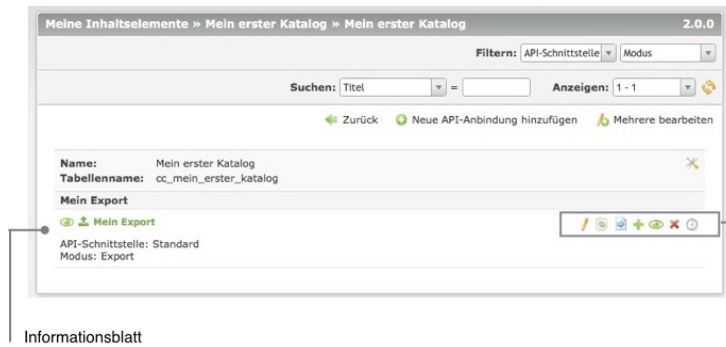 Meine Inhaltselemente » Mein erster Katalog » Mein erster Katalog 2.0.0
Filtern: API-Schnittstelle Modus
Suchen: Titel = Anzeigen: 1 - 1
Zurück Neue API-Anbindung hinzufügen Mehrere bearbeiten
Name: Mein erster Katalog
Tabellenname: cc_mein_erster_katalog
Mein Export
Mein Export
API-Schnittstelle: Standard
Modus: Export
Informationsblatt